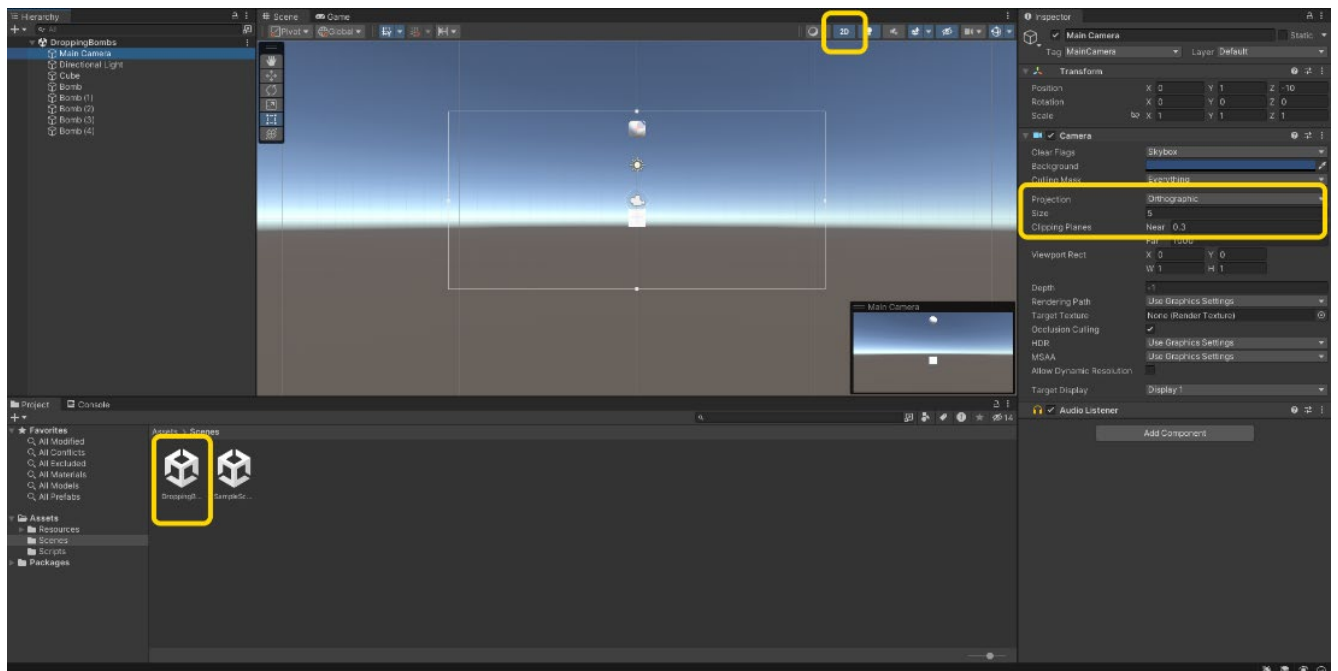 Hierarchy
All
DroppingBombs
Main Camera
Directional Light
Cube
Bomb
Bomb (1)
Bomb (2)
Bomb (3)
Bomb (4)
Scene Game
Pivot Global
2D
Main Camera
Inspector
Main Camera Static
Tag MainCamera Layer Default
Transform
Position X 0 Y 1 Z -10
Rotation X 0 Y 0 Z 0
Scale X 1 Y 1 Z 1
Camera
Clear Flags Skybox
Background
Culling Mask Everything
Projection Orthographic
Size 5
Clipping Planes Near 0.3
Far 1000
Viewport Rect X 0 Y 0
W 1 H 1
Depth -1
Rendering Path Use Graphics Settings
Target Texture None (Render Texture)
Occlusion Culling
HDR Use Graphics Settings
MSAA Use Graphics Settings
Allow Dynamic Resolution
Target Display Display 1
Audio Listener
Add Component
Project Console
14
Favorites
All Modified
All Conflicts
All Excluded
All Materials
All Models
All Prefabs
Assets
Resources
Scenes
Scripts
Packages
Assets > Scenes
DroppingB... SampleSc...